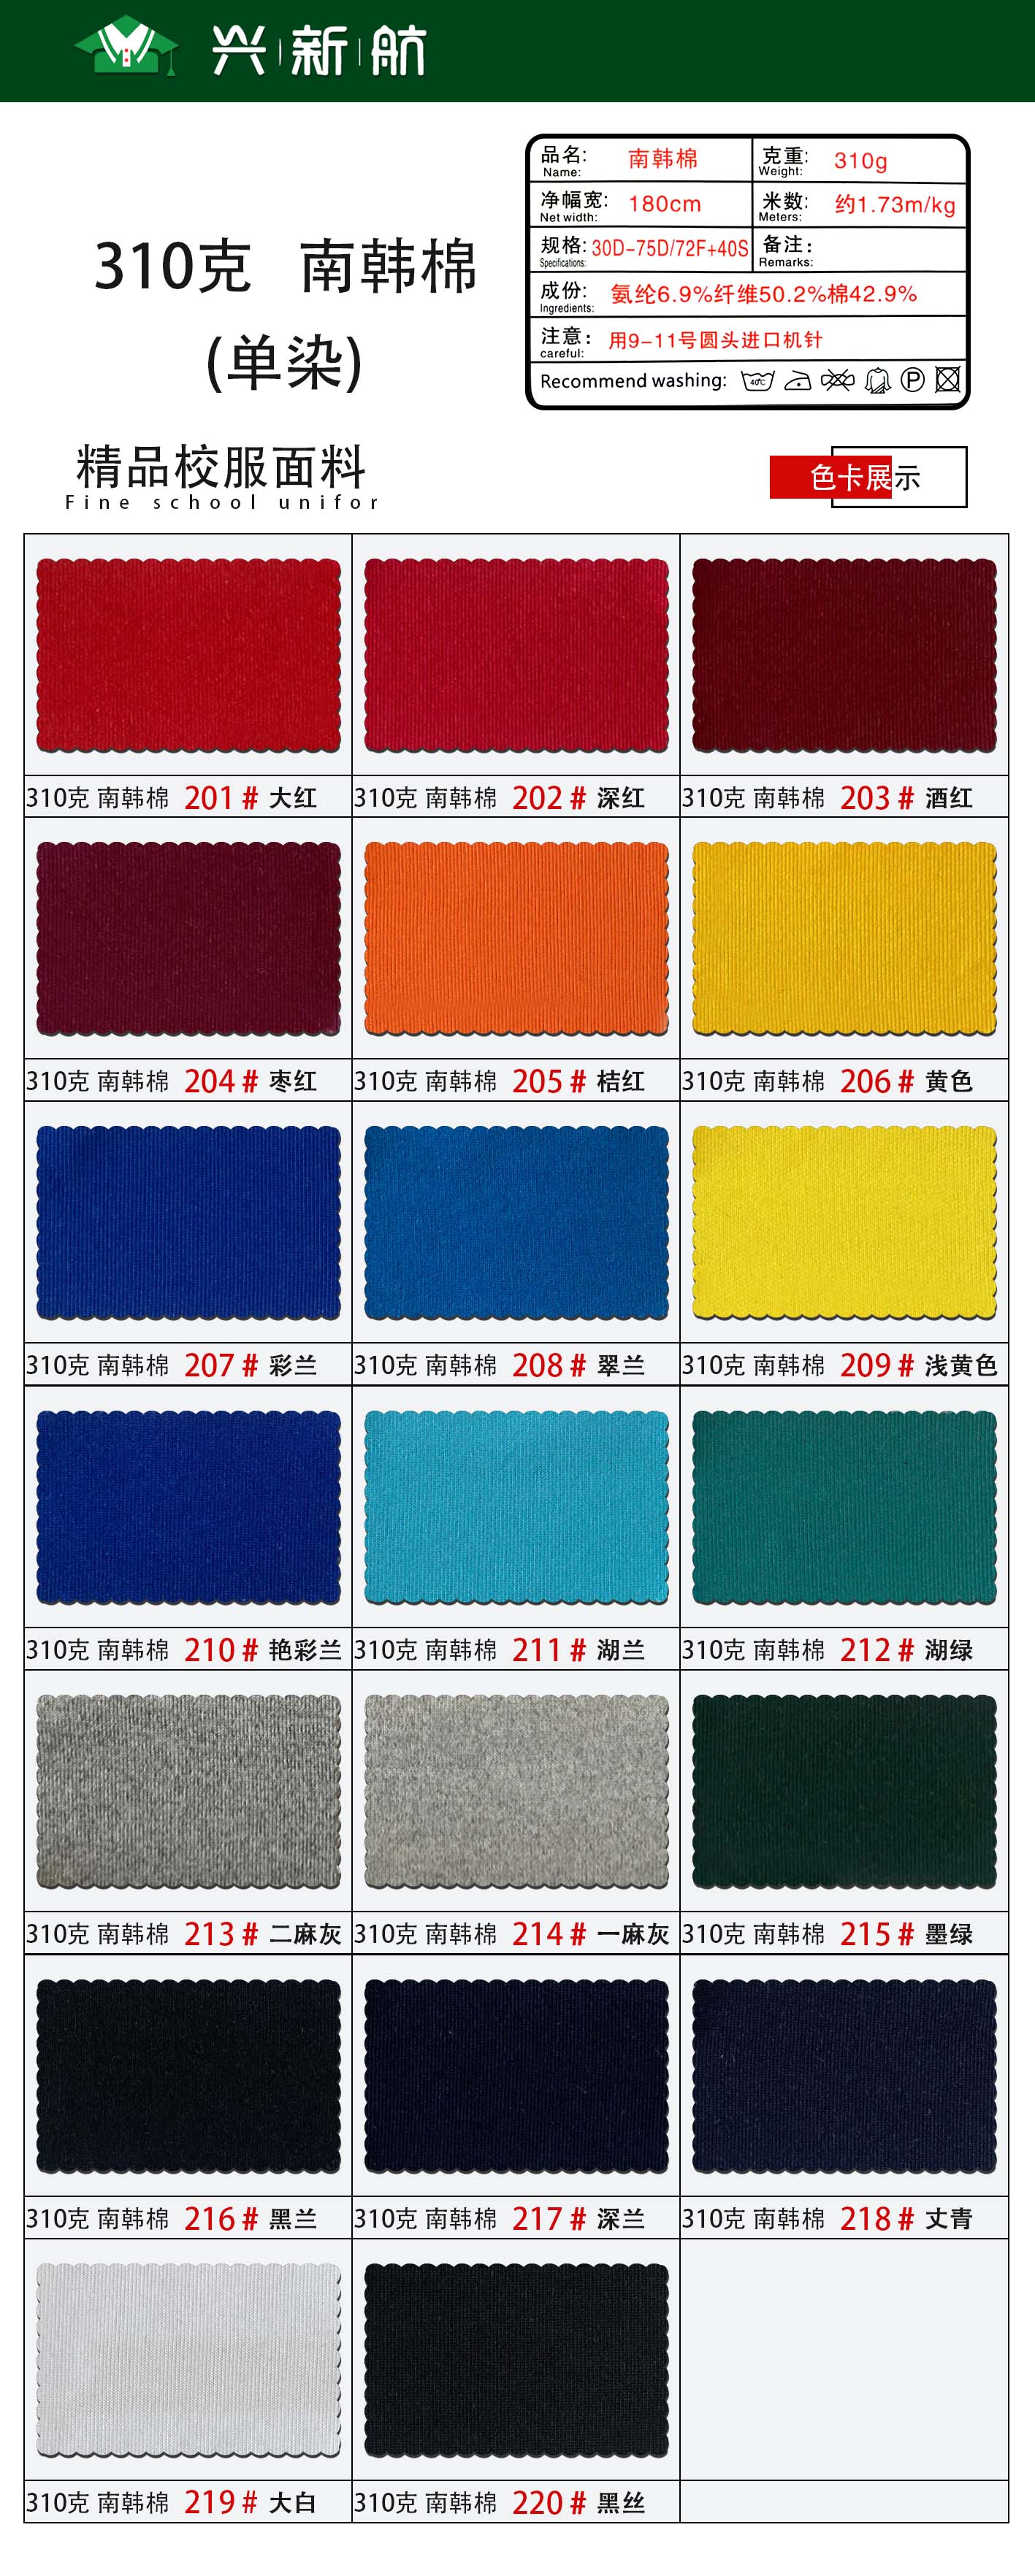 兴新航
品名: 南韩棉 克重: 310g
Name: Weight:
净幅宽: 180cm 米数: 约1.73m/kg
Net width: Meters:
规格: 30D-75D/72F+40S 备注:
Specifications: Remarks:
成份: 氨纶6.9%纤维50.2%棉42.9%
Ingredients:
注意: 用9-11号圆头进口机针
careful:
Recommend washing: 40℃ P
310克 南韩棉
(单染)
精品校服面料
Fine school unifor
色卡展示
310克 南韩棉 201# 大红
310克 南韩棉 202# 深红
310克 南韩棉 203# 酒红
310克 南韩棉 204# 枣红
310克 南韩棉 205# 桔红
310克 南韩棉 206# 黄色
310克 南韩棉 207# 彩兰
310克 南韩棉 208# 翠兰
310克 南韩棉 209# 浅黄色
310克 南韩棉 210# 艳彩兰
310克 南韩棉 211# 湖兰
310克 南韩棉 212# 湖绿
310克 南韩棉 213# 二麻灰
310克 南韩棉 214# 一麻灰
310克 南韩棉 215# 墨绿
310克 南韩棉 216# 黑兰
310克 南韩棉 217# 深兰
310克 南韩棉 218# 丈青
310克 南韩棉 219# 大白
310克 南韩棉 220# 黑丝